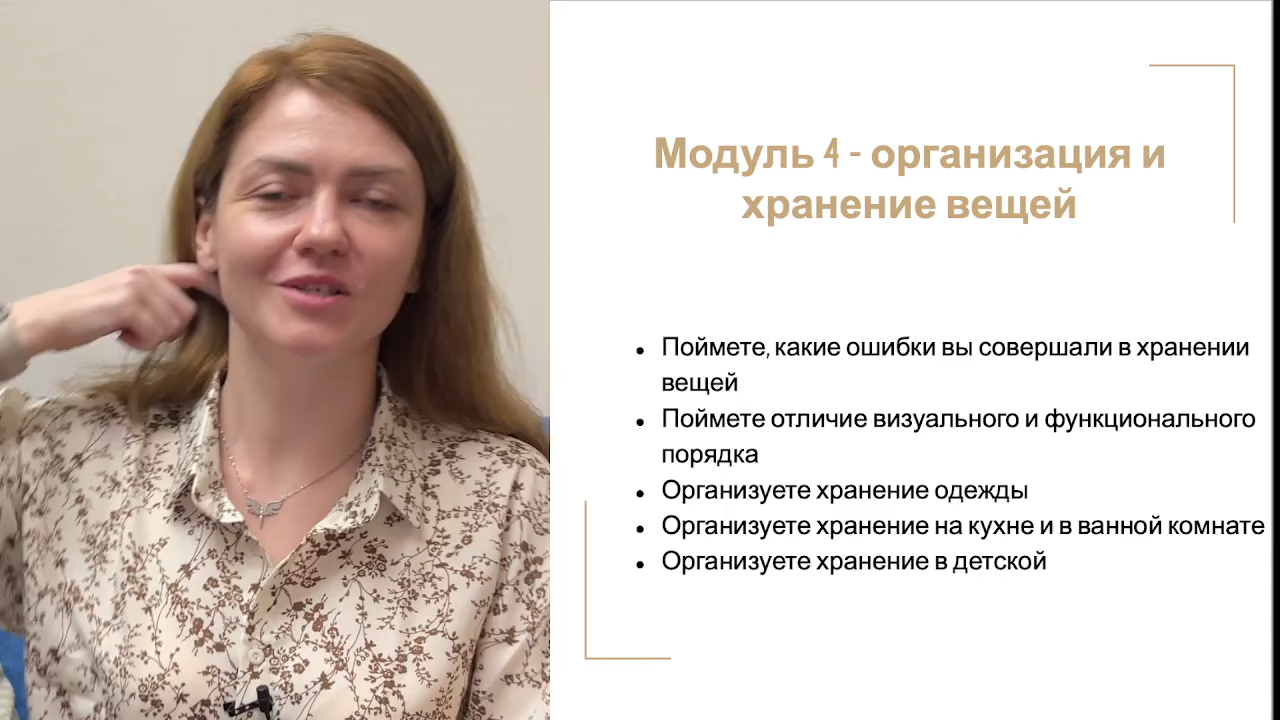 Модуль 4 - организация и
хранение вещей
• Поймете, какие ошибки вы совершали в хранении
вещей
• Поймете отличие визуального и функционального
порядка
• Организуете хранение одежды
• Организуете хранение на кухне и в ванной комнате
• Организуете хранение в детской